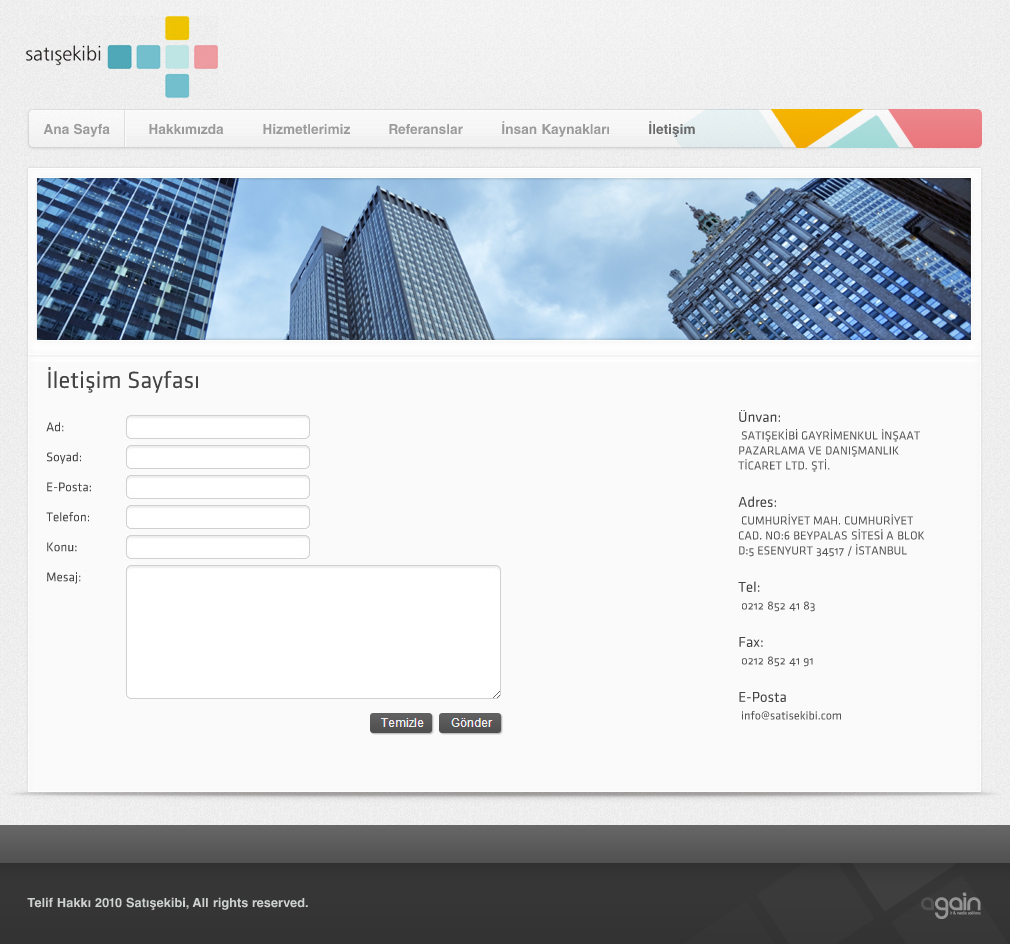 satışekibi
Ana Sayfa Hakkımızda Hizmetlerimiz Referanslar İnsan Kaynakları İletişim
İletişim Sayfası
Ad:
Soyad:
E-Posta:
Telefon:
Konu:
Mesaj:
Temizle Gönder
Ünvan:
SATIŞEKİBİ GAYRİMENKUL İNŞAAT
PAZARLAMA VE DANIŞMANLIK
TİCARET LTD. ŞTİ.
Adres:
CUMHURİYET MAH. CUMHURİYET
CAD. NO:6 BEYPALAS SİTESİ A BLOK
D:5 ESENYURT 34517 / İSTANBUL
Tel:
0212 852 41 83
Fax:
0212 852 41 91
E-Posta
info@satisekibi.com
Telif Hakkı 2010 Satışekibi, All rights reserved.
again